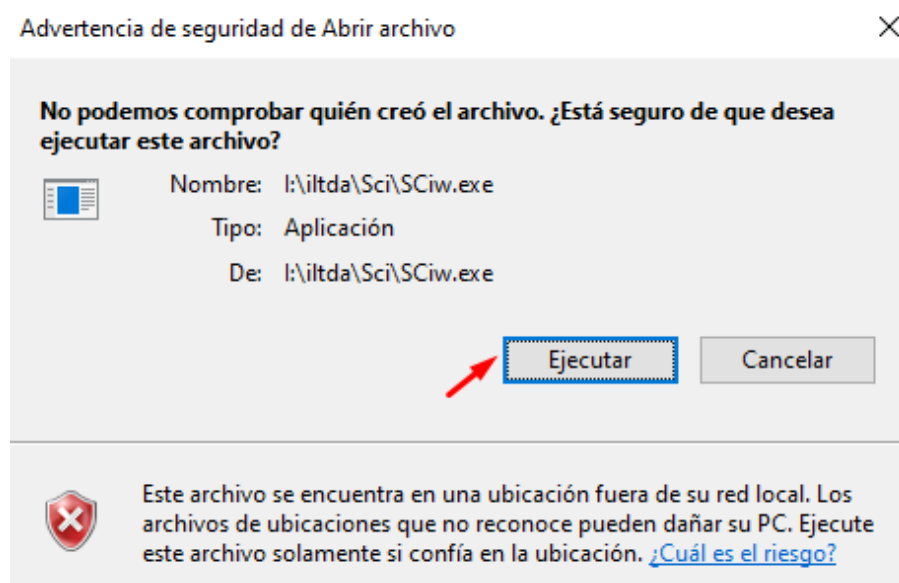 Advertencia de seguridad de Abrir archivo
No podemos comprobar quién creó el archivo. ¿Está seguro de que desea
ejecutar este archivo?
Nombre: I:\iltda\Sci\SCiw.exe
Tipo: Aplicación
De: I:\iltda\Sci\SCiw.exe
Ejecutar Cancelar
Este archivo se encuentra en una ubicación fuera de su red local. Los
archivos de ubicaciones que no reconoce pueden dañar su PC. Ejecute
este archivo solamente si confía en la ubicación. ¿Cuál es el riesgo?